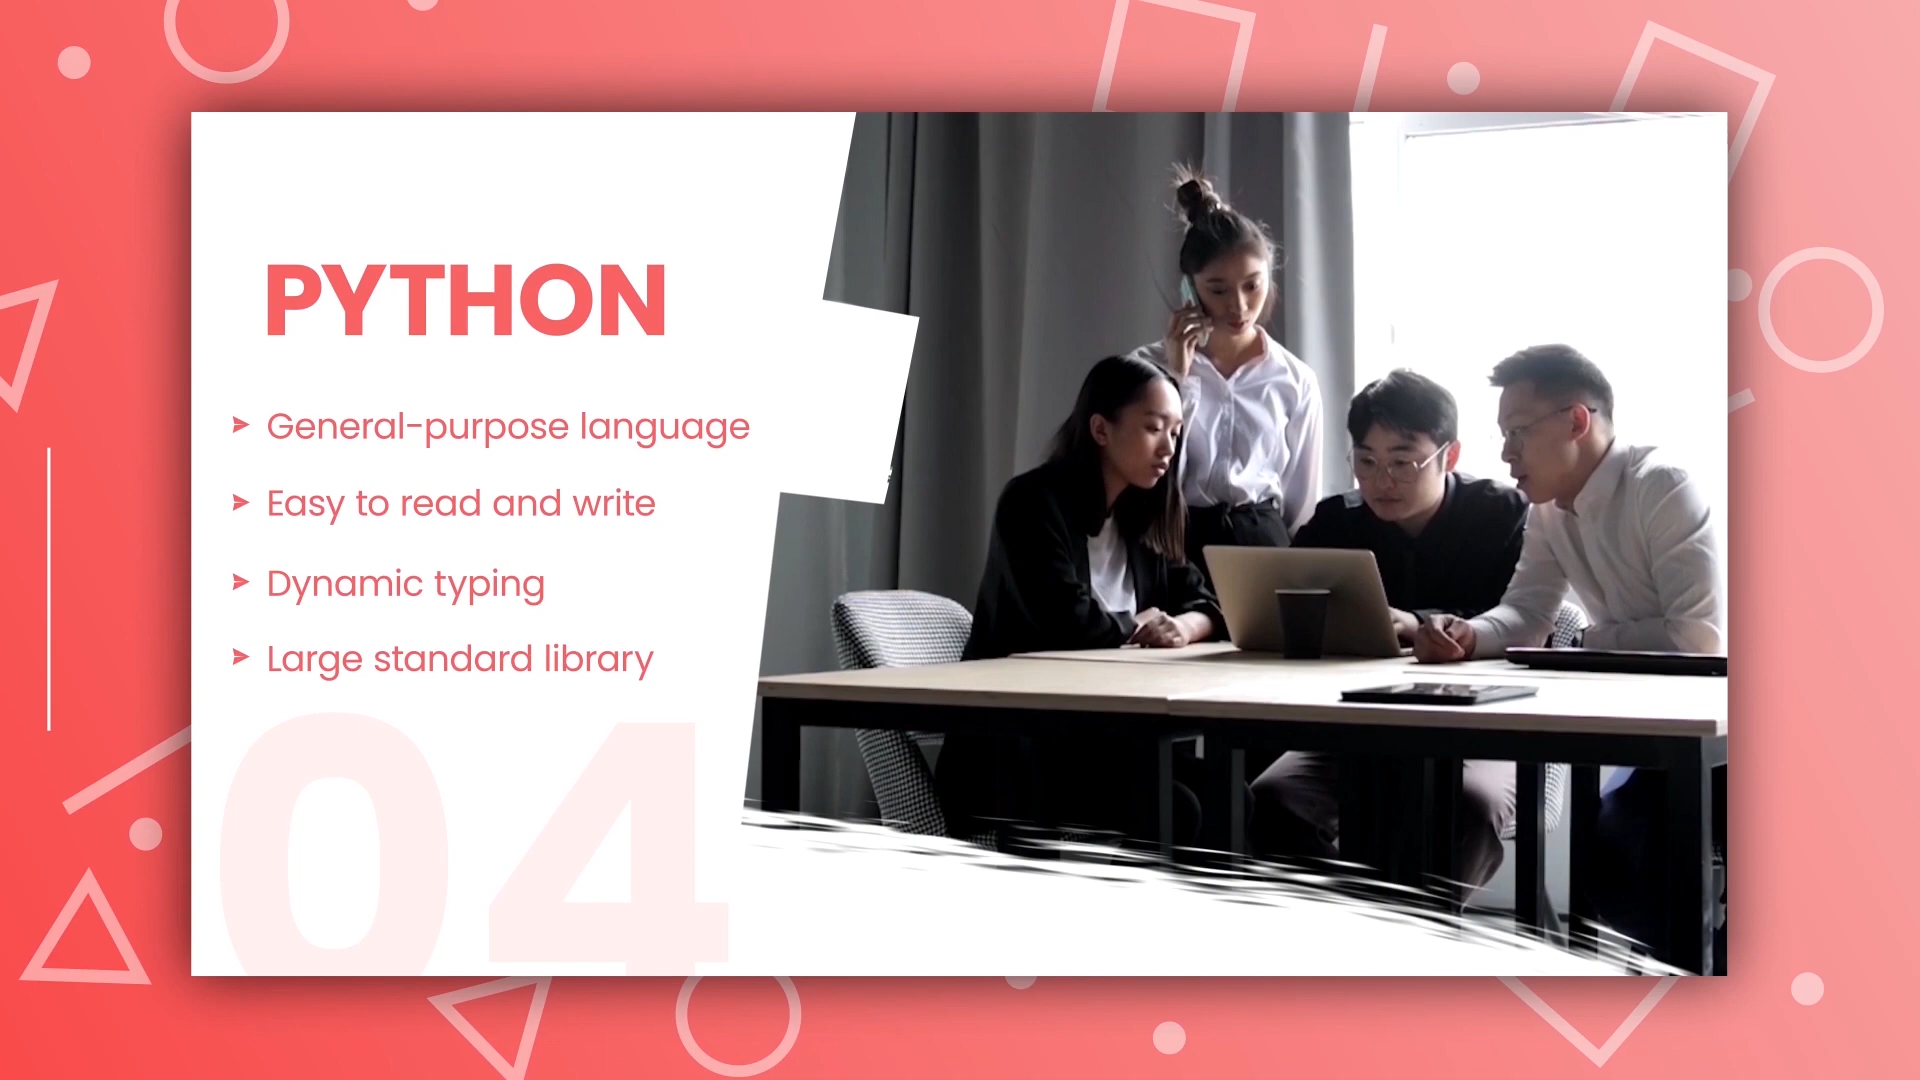 PYTHON
General-purpose language
Easy to read and write
Dynamic typing
Large standard library
04